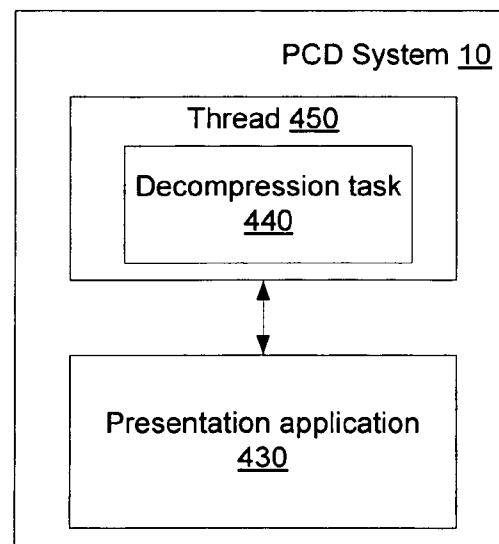 PCD System 10
Thread 450
Decompression task
440
Presentation application
430